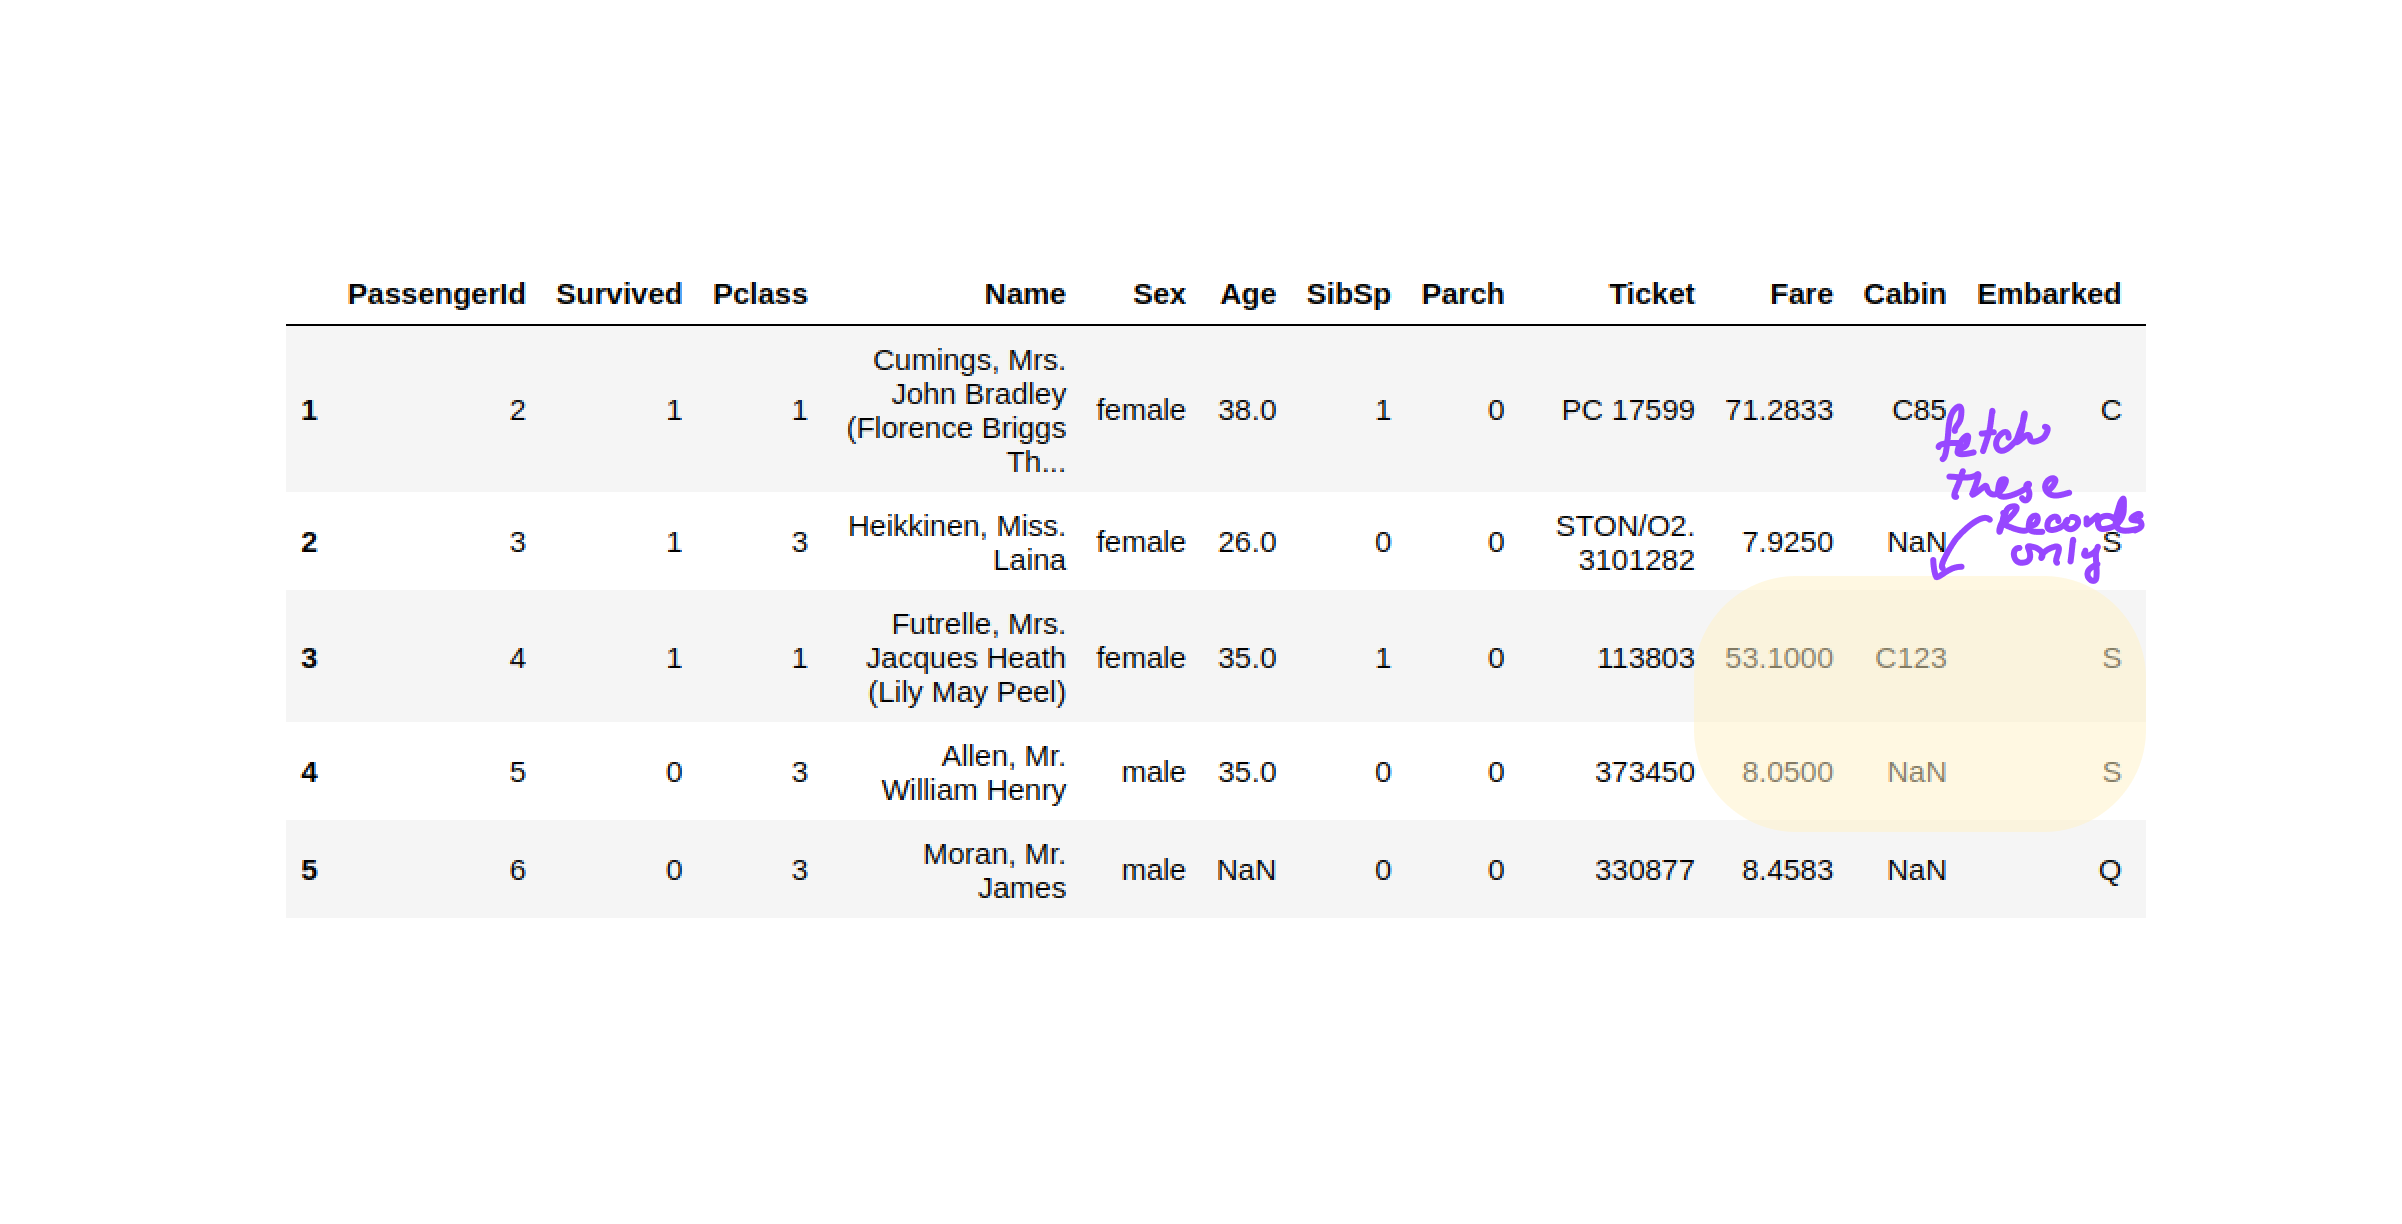 PassengerId Survived Pclass Name Sex Age SibSp Parch Ticket Fare Cabin Embarked
1 2 1 1 Cumings, Mrs. John Bradley (Florence Briggs Th... female 38.0 1 0 PC 17599 71.2833 C85 C
2 3 1 3 Heikkinen, Miss. Laina female 26.0 0 0 STON/O2. 3101282 7.9250 NaN S
3 4 1 1 Futrelle, Mrs. Jacques Heath (Lily May Peel) female 35.0 1 0 113803 53.1000 C123 S
4 5 0 3 Allen, Mr. William Henry male 35.0 0 0 373450 8.0500 NaN S
5 6 0 3 Moran, Mr. James male NaN 0 0 330877 8.4583 NaN Q
fetch
these
Records
only